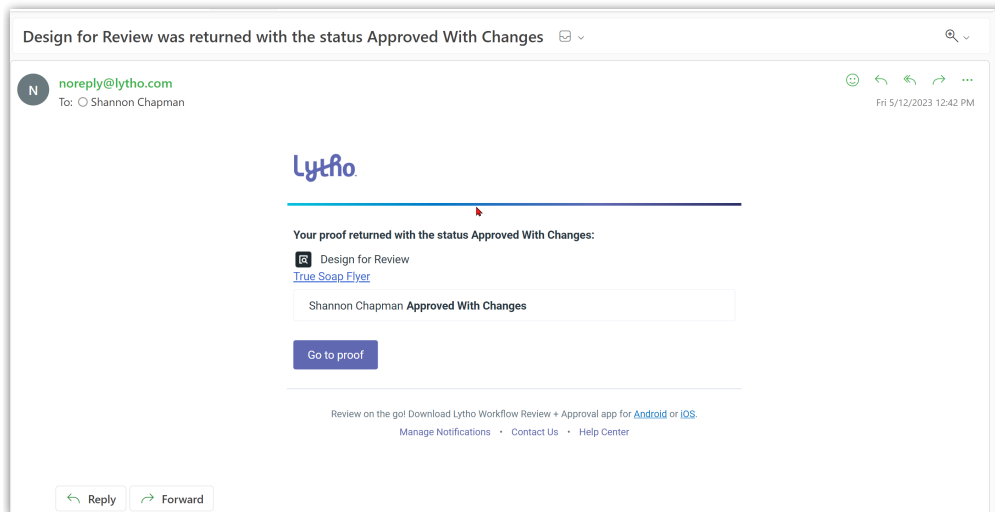 Design for Review was returned with the status Approved With Changes
N
noreply@lytho.com
To: Shannon Chapman
Fri 5/12/2023 12:42 PM
Lytho
Your proof returned with the status Approved With Changes:
Design for Review
True Soap Flyer
Shannon Chapman Approved With Changes
Go to proof
Review on the go! Download Lytho Workflow Review + Approval app for Android or iOS.
Manage Notifications • Contact Us • Help Center
Reply Forward